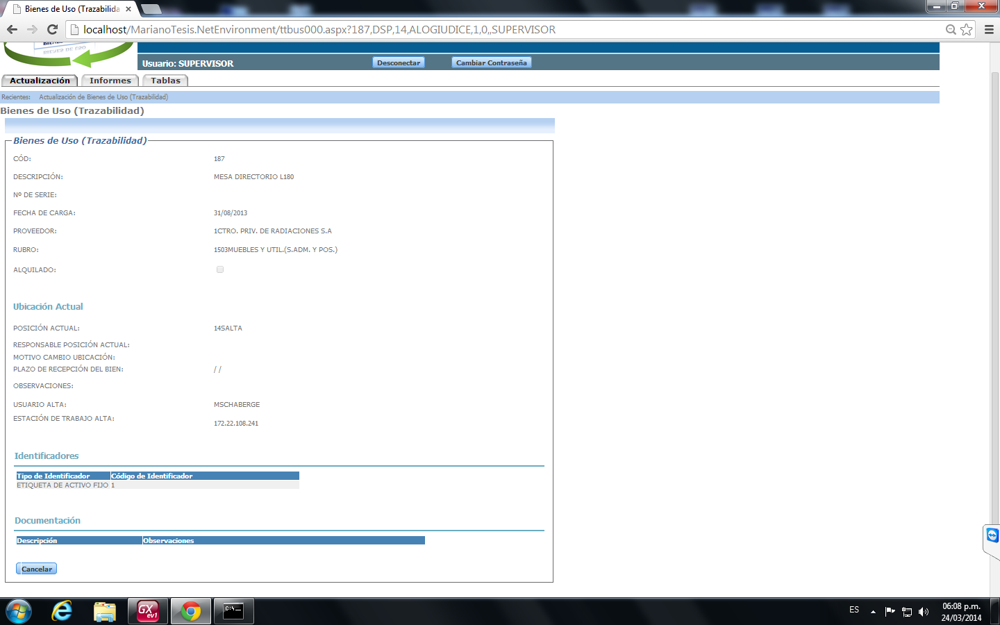 Bienes de Uso (Trazabilida
localhost/MarianoTesis.NetEnvironment/ttbus000.aspx?187,DSP,14,ALOGIUDICE,1,0,,SUPERVISOR
BIENES DE USO
Usuario: SUPERVISOR
Desconectar
Cambiar Contraseña
Actualización
Informes
Tablas
Recientes: Actualización de Bienes de Uso (Trazabilidad)
Bienes de Uso (Trazabilidad)
Bienes de Uso (Trazabilidad)
CÓD: 187
DESCRIPCIÓN: MESA DIRECTORIO L180
Nº DE SERIE:
FECHA DE CARGA: 31/08/2013
PROVEEDOR: 1CTRO. PRIV. DE RADIACIONES S.A
RUBRO: 1503MUEBLES Y UTIL.(S.ADM. Y POS.)
ALQUILADO:
Ubicación Actual
POSICIÓN ACTUAL: 14SALTA
RESPONSABLE POSICIÓN ACTUAL:
MOTIVO CAMBIO UBICACIÓN:
PLAZO DE RECEPCIÓN DEL BIEN: / /
OBSERVACIONES:
USUARIO ALTA: MSCHABERGE
ESTACIÓN DE TRABAJO ALTA: 172.22.108.241
Identificadores
Tipo de Identificador Código de Identificador
ETIQUETA DE ACTIVO FIJO 1
Documentación
Descripción Observaciones
Cancelar
GX ev1
C:\
ES
06:08 p.m.
24/03/2014